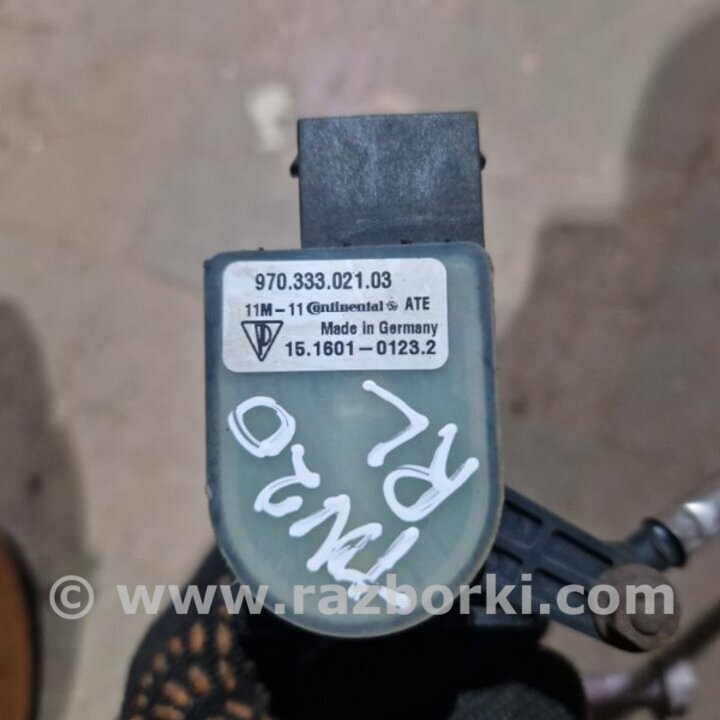 970.333.021.03
11M-11 Continental ATE
Made in Germany
15.1601-0123.2
RL
© www.razborki.com